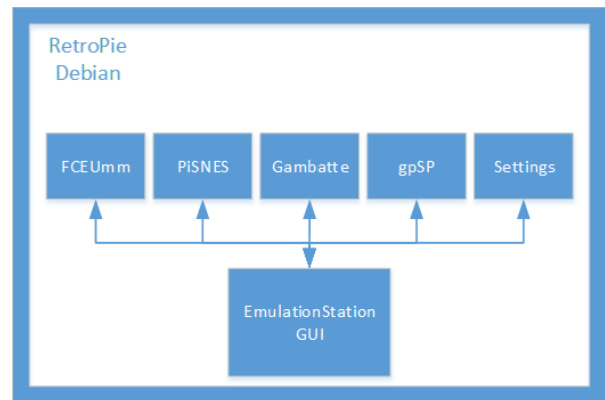 RetroPie
Debian
FCEUmm
PiSNES
Gambatte
gpSP
Settings
EmulationStation
GUI